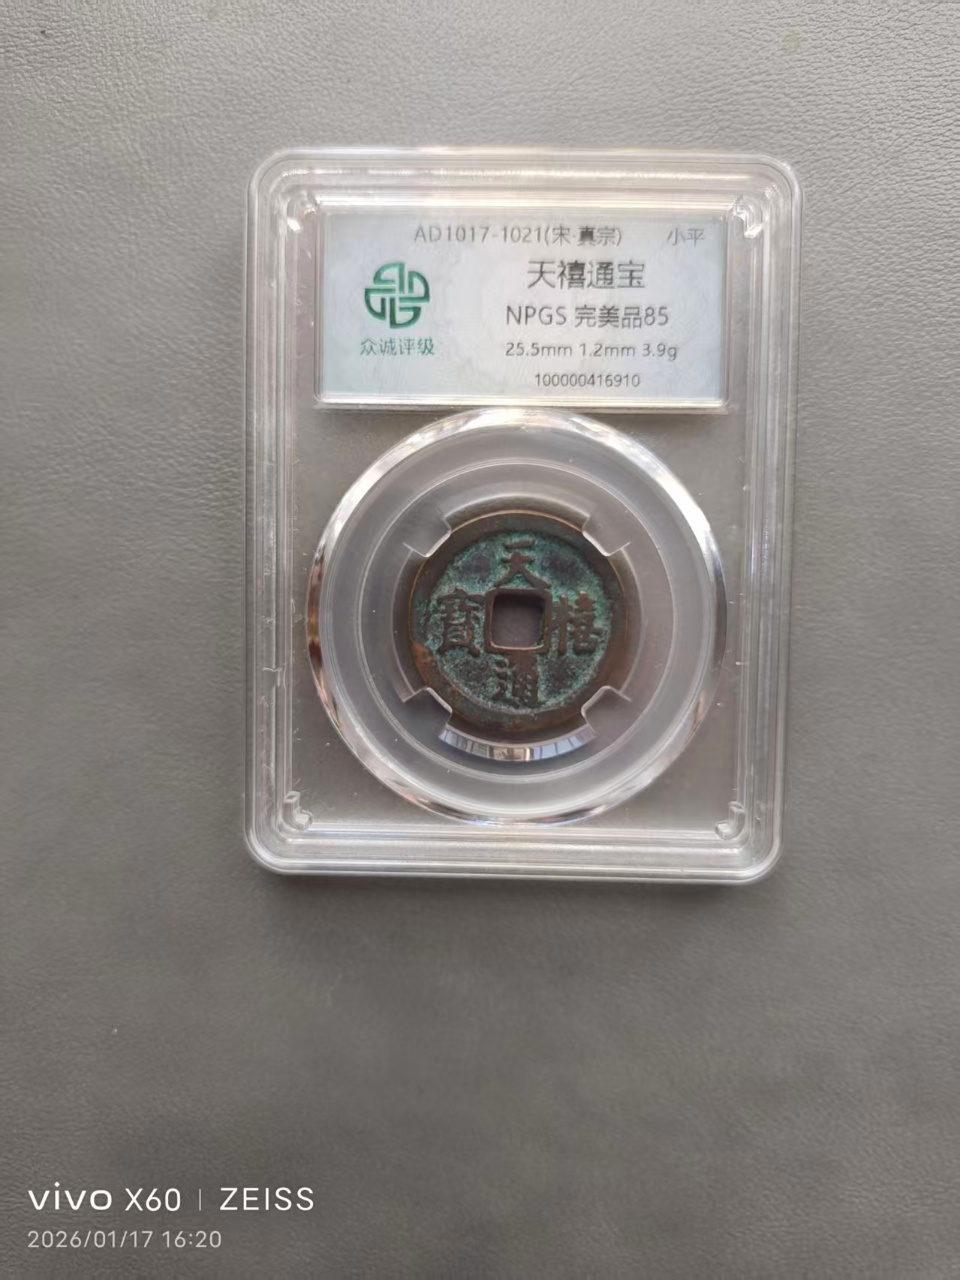 AD1017-1021(宋·真宗) 小平
天禧通宝
NPGS 完美品85
25.5mm 1.2mm 3.9g
100000416910
众诚评级
天
寶 禧
通
vivo X60 | ZEISS
2026/01/17 16:20